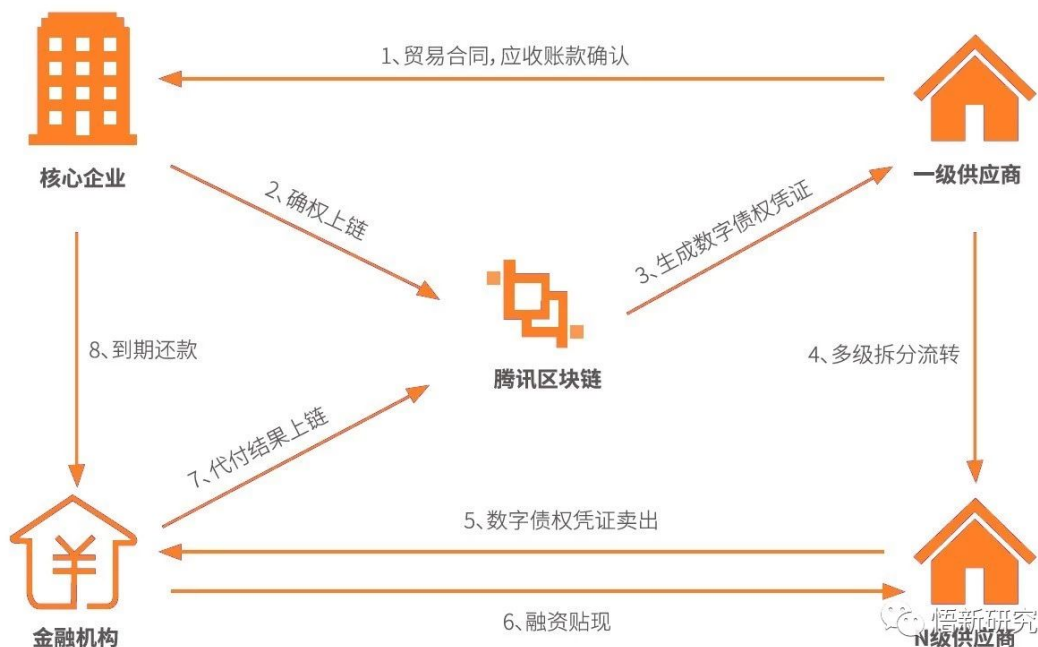 1、贸易合同,应收账款确认
核心企业
一级供应商
2、确权上链
3、生成数字债权凭证
8、到期还款
4、多级拆分流转
腾讯区块链
7、代付结果上链
5、数字债权凭证卖出
6、融资贴现
悟新研究
金融机构
N级供应商